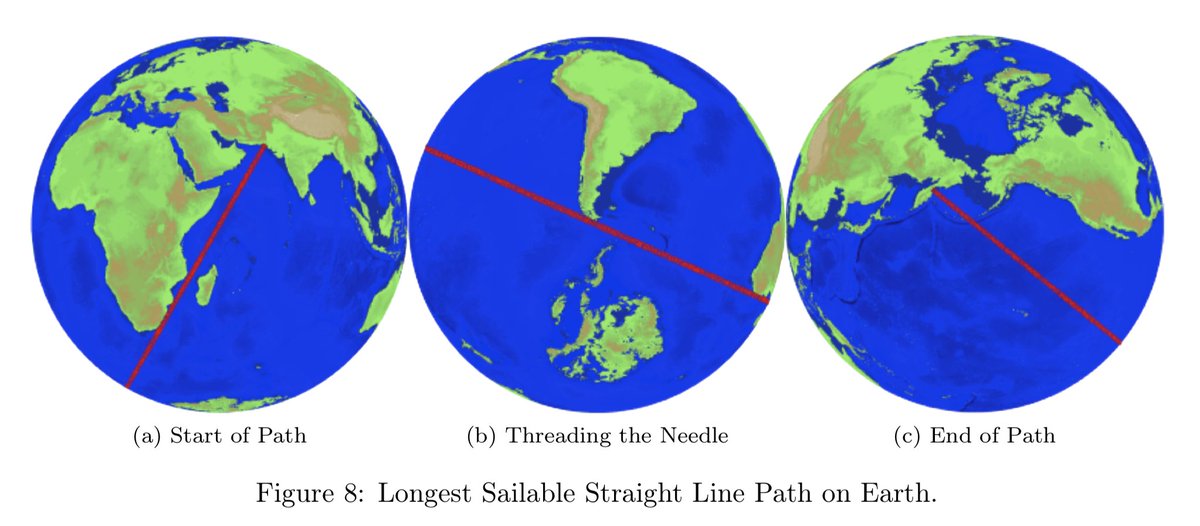 (a) Start of Path
(b) Threading the Needle
(c) End of Path
Figure 8: Longest Sailable Straight Line Path on Earth.